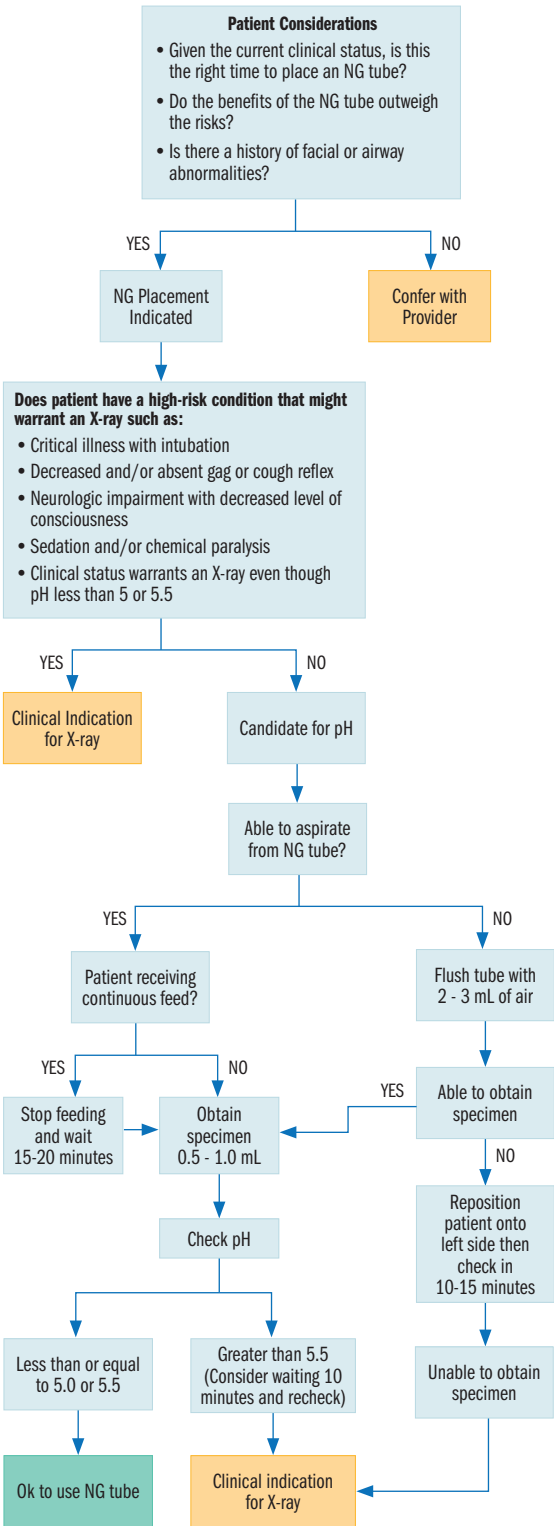 Patient Considerations
• Given the current clinical status, is this
the right time to place an NG tube?
• Do the benefits of the NG tube outweigh
the risks?
• Is there a history of facial or airway
abnormalities?
YES
NO
NG Placement
Indicated
Confer with
Provider
Does patient have a high-risk condition that might
warrant an X-ray such as:
• Critical illness with intubation
• Decreased and/or absent gag or cough reflex
• Neurologic impairment with decreased level of
consciousness
• Sedation and/or chemical paralysis
• Clinical status warrants an X-ray even though
pH less than 5 or 5.5
YES
NO
Clinical Indication
for X-ray
Candidate for pH
Able to aspirate
from NG tube?
YES
NO
Patient receiving
continuous feed?
Flush tube with
2 - 3 mL of air
YES
NO
YES
Stop feeding
and wait
15-20 minutes
Obtain
specimen
0.5 - 1.0 mL
Able to obtain
specimen
NO
Check pH
Reposition
patient onto
left side then
check in
10-15 minutes
Less than or equal
to 5.0 or 5.5
Greater than 5.5
(Consider waiting 10
minutes and recheck)
Unable to obtain
specimen
Ok to use NG tube
Clinical indication
for X-ray